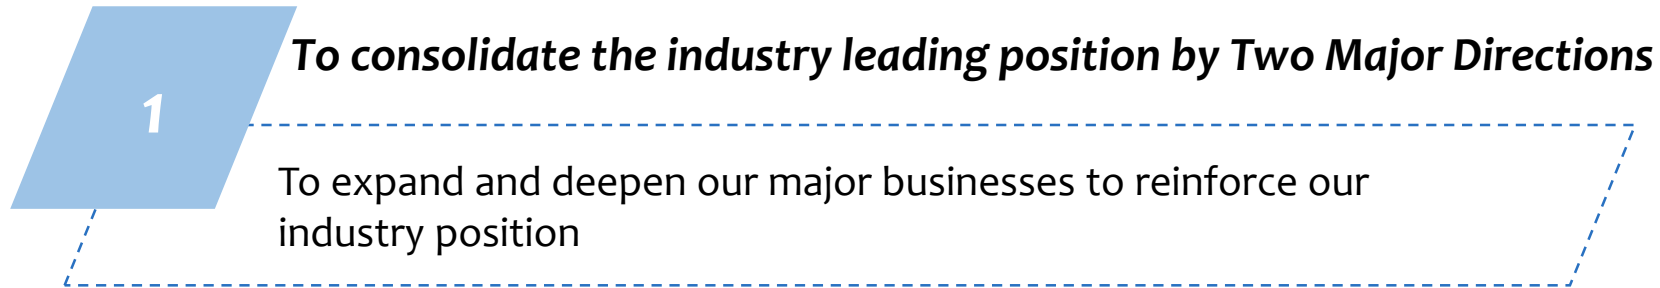 1
To consolidate the industry leading position by Two Major Directions
To expand and deepen our major businesses to reinforce our
industry position